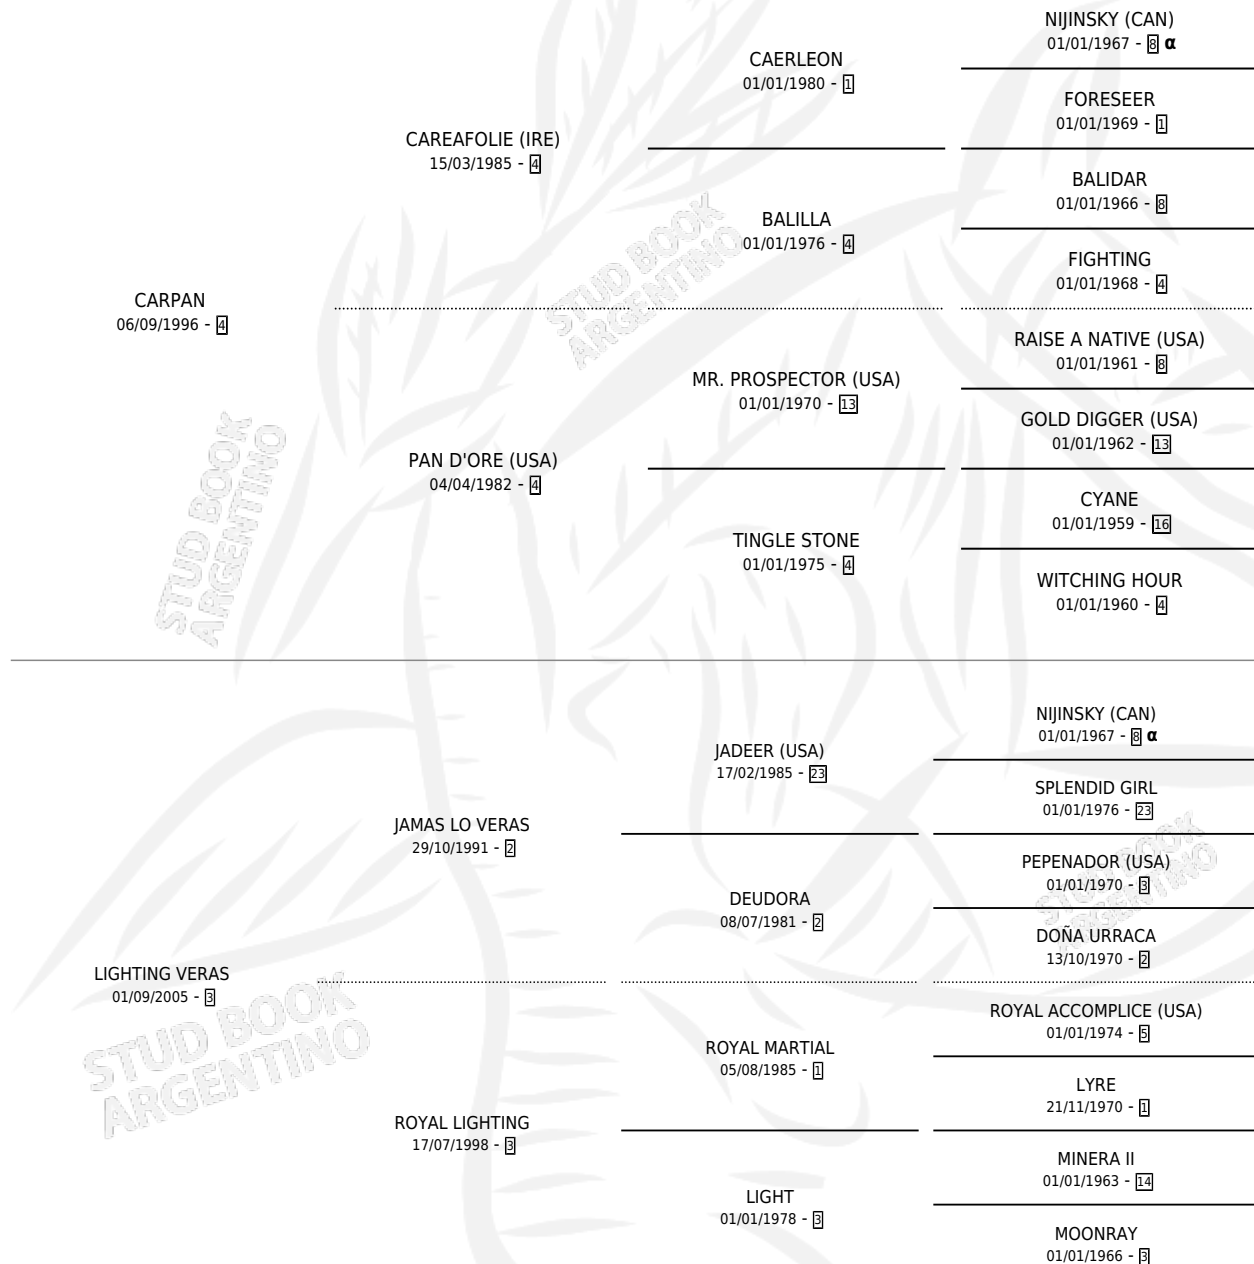 NIJINSKY (CAN)
01/01/1967 - 8 α
CAERLEON
01/01/1980 - 1
FORESEER
01/01/1969 - 1
CAREAFOLIE (IRE)
15/03/1985 - 4
BALIDAR
01/01/1966 - 8
BALILLA
01/01/1976 - 4
FIGHTING
01/01/1968 - 4
STUD BOOK
ARGENTINO
CARPAN
06/09/1996 - 4
RAISE A NATIVE (USA)
01/01/1961 - 8
MR. PROSPECTOR (USA)
01/01/1970 - 13
GOLD DIGGER (USA)
01/01/1962 - 13
PAN D'ORE (USA)
04/04/1982 - 4
CYANE
01/01/1959 - 16
TINGLE STONE
01/01/1975 - 4
WITCHING HOUR
01/01/1960 - 4
STUD BOOK
ARGENTINO
NIJINSKY (CAN)
01/01/1967 - 8 α
JADEER (USA)
17/02/1985 - 23
SPLENDID GIRL
01/01/1976 - 23
JAMAS LO VERAS
29/10/1991 - 2
PEPENADOR (USA)
01/01/1970 - 3
DEUDORA
08/07/1981 - 2
DOÑA URRACA
13/10/1970 - 2
STUD BOOK
ARGENTINO
LIGHTING VERAS
01/09/2005 - 3
ROYAL ACCOMPLICE (USA)
01/01/1974 - 5
ROYAL MARTIAL
05/08/1985 - 1
LYRE
21/11/1970 - 1
ROYAL LIGHTING
17/07/1998 - 3
MINERA II
01/01/1963 - 14
LIGHT
01/01/1978 - 3
MOONRAY
01/01/1966 - 3
STUD BOOK
ARGENTINO